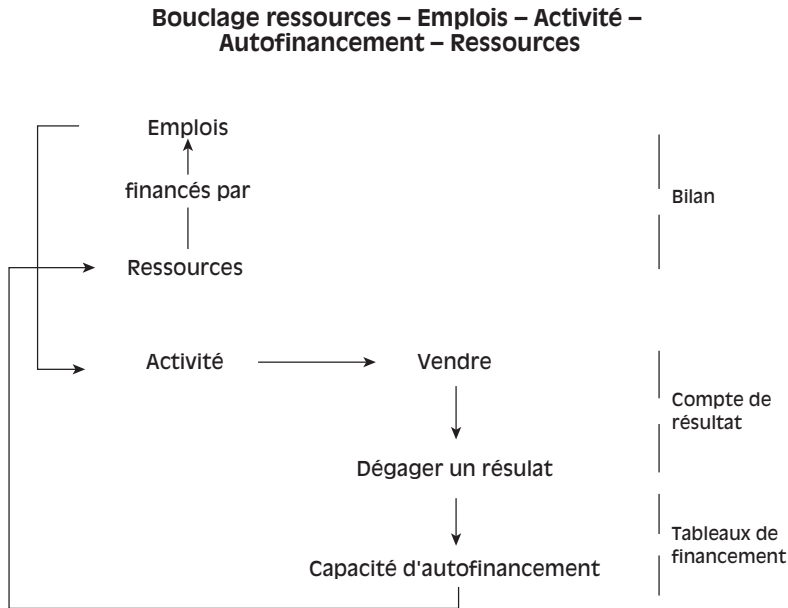 Bouclage ressources – Emplois – Activité –
Autofinancement – Ressources
Emplois
financés par
Bilan
Ressources
Activité
Vendre
Compte de
résultat
Dégager un résulat
Tableaux de
financement
Capacité d'autofinancement